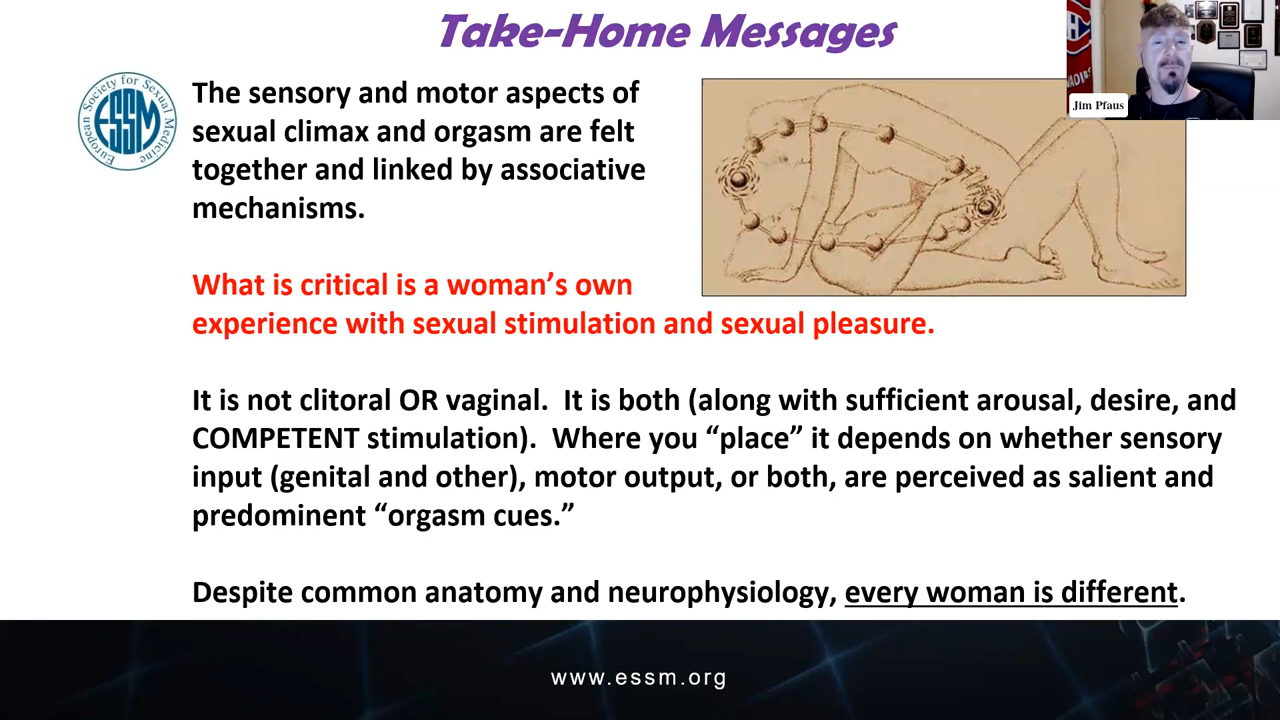 Take-Home Messages
Jim Pfaus
European Society for Sexual Medicine
ESSM
The sensory and motor aspects of
sexual climax and orgasm are felt
together and linked by associative
mechanisms.
What is critical is a woman's own
experience with sexual stimulation and sexual pleasure.
It is not clitoral OR vaginal.  It is both (along with sufficient arousal, desire, and
COMPETENT stimulation).  Where you “place” it depends on whether sensory
input (genital and other), motor output, or both, are perceived as salient and
predominent “orgasm cues.”
Despite common anatomy and neurophysiology, every woman is different.
www.essm.org